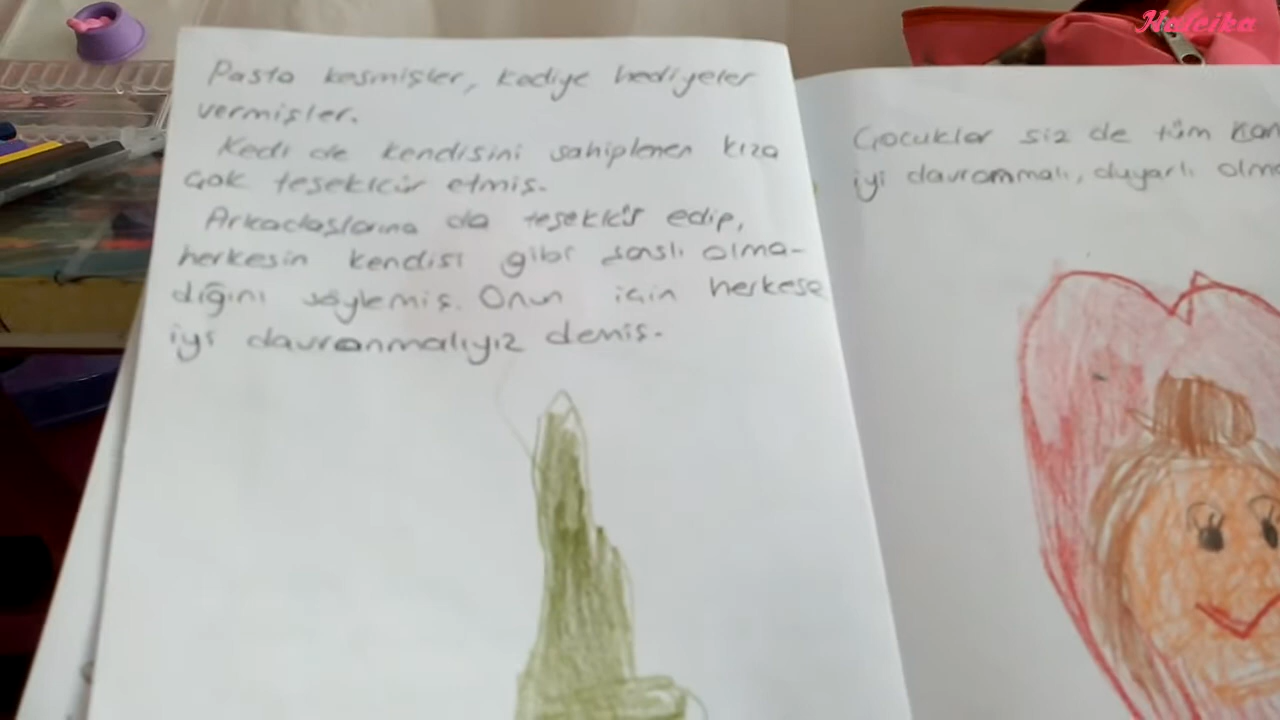 Pasta kesmişler, kediye hediyeler
vermişler.
Kedi de kendisini sahiplenen kıza
çok teşekkür etmiş.
Arkadaşlarına da teşekkür edip,
herkesin kendisi gibi şanslı olma-
dığını söylemiş. Onun için herkese
iyi davranmalıyız demiş.
Çocuklar siz de tüm
iyi davranmalı, duyarlı